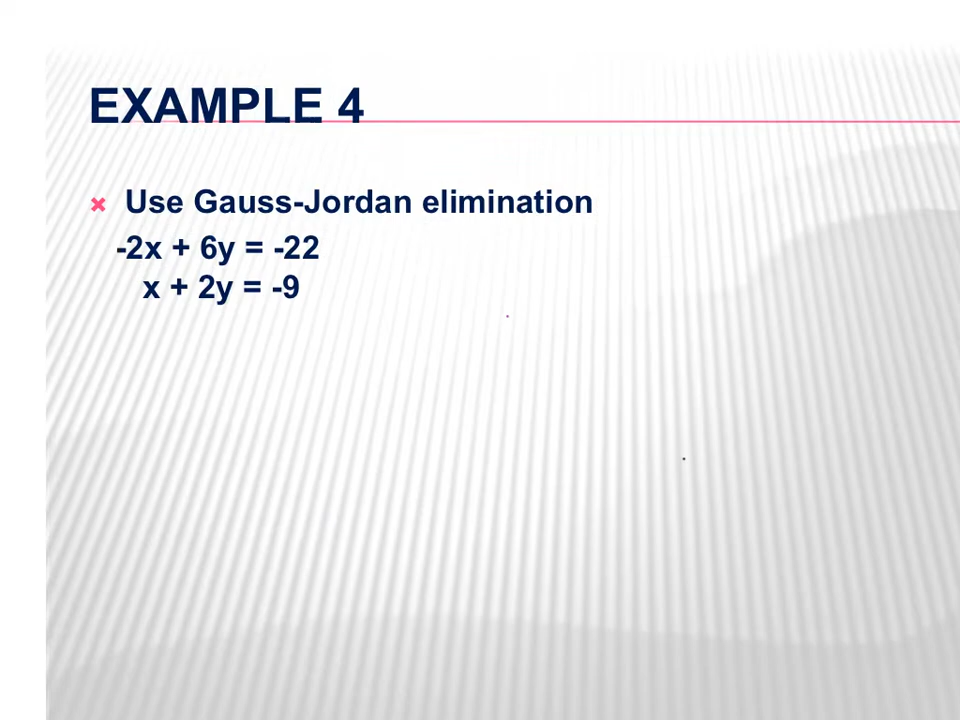 EXAMPLE 4
Use Gauss-Jordan elimination
-2x + 6y = -22
x + 2y = -9